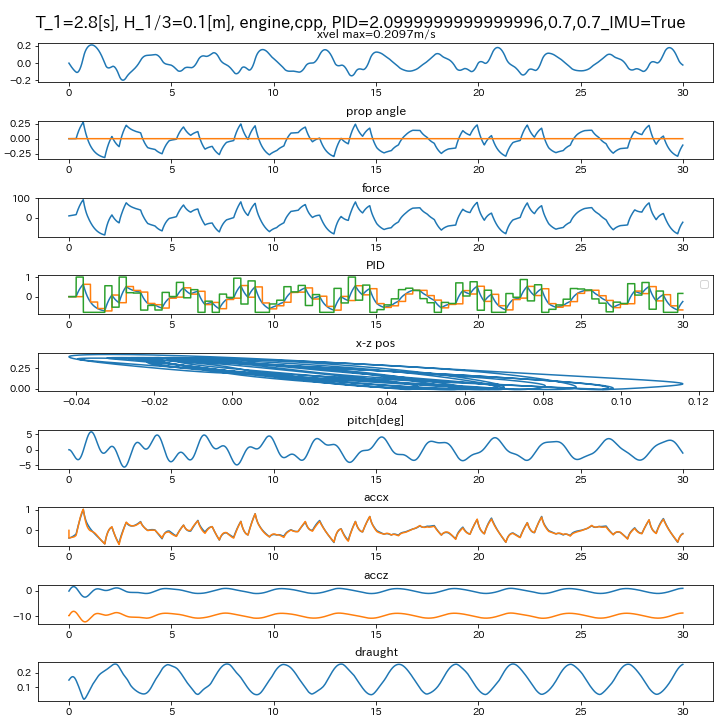 T_1=2.8[s], H_1/3=0.1[m], engine,cpp, PID=2.0999999999999996,0.7,0.7_IMU=True
xvel max=0.2097m/s
0.2
0.0
−0.2
0 5 10 15 20 25 30
prop angle
0.25
0.00
−0.25
0 5 10 15 20 25 30
force
100
0
0 5 10 15 20 25 30
PID
1
0
0 5 10 15 20 25 30
x-z pos
0.25
0.00
−0.04 −0.02 0.00 0.02 0.04 0.06 0.08 0.10 0.12
pitch[deg]
5
0
−5
0 5 10 15 20 25 30
accx
1
0
0 5 10 15 20 25 30
accz
0
−10
0 5 10 15 20 25 30
draught
0.2
0.1
0 5 10 15 20 25 30